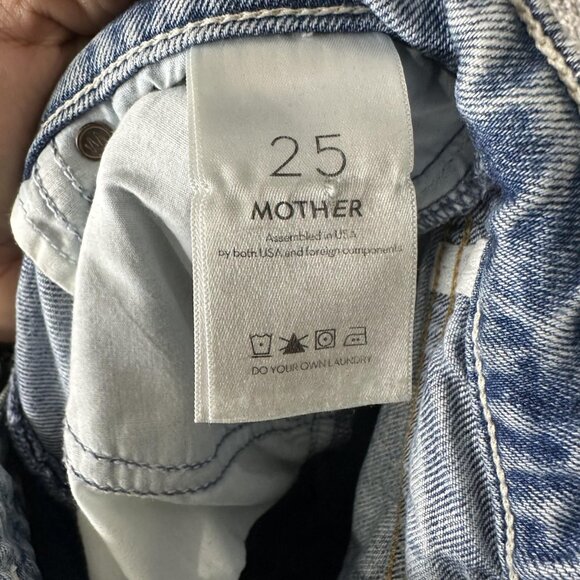 25
MOTHER
Assembled in USA
by both USA and foreign components
DO YOUR OWN LAUNDRY